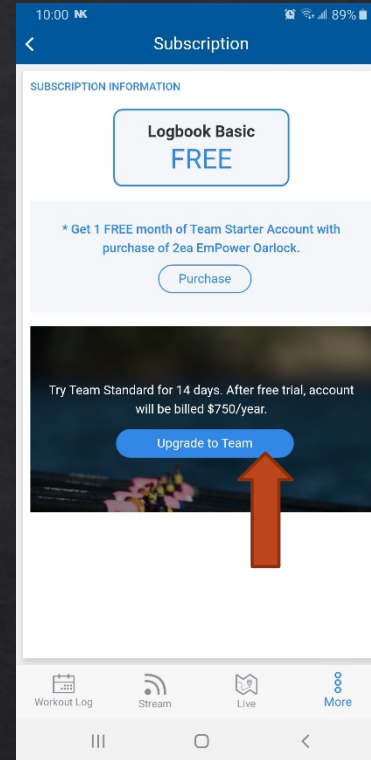 10:00 NK 89%
Subscription
SUBSCRIPTION INFORMATION
Logbook Basic
FREE
* Get 1 FREE month of Team Starter Account with
purchase of 2ea EmPower Oarlock.
Purchase
Try Team Standard for 14 days. After free trial, account
will be billed $750/year.
Upgrade to Team
Workout Log Stream Live More